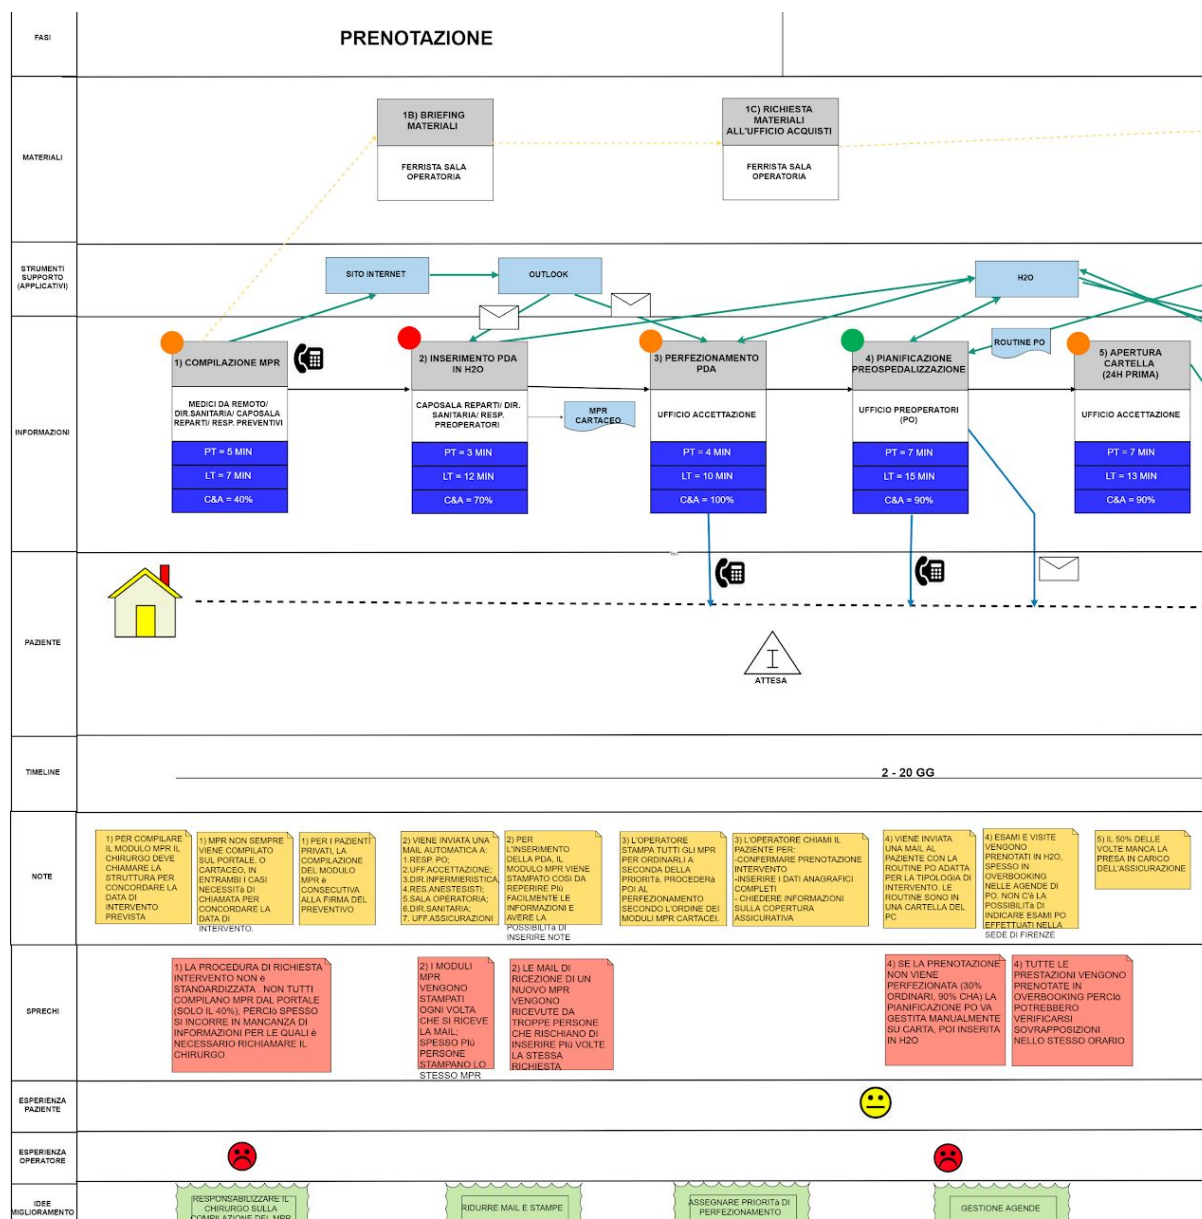 FASI
PRENOTAZIONE
MATERIALI
1B) BRIEFING
MATERIALI
FERRISTA SALA
OPERATORIA
1C) RICHIESTA
MATERIALI
ALL'UFFICIO ACQUISTI
FERRISTA SALA
OPERATORIA
STRUMENTI
SUPPORTO
(APPLICATIVI)
SITO INTERNET
OUTLOOK
H2O
INFORMAZIONI
1) COMPILAZIONE MPR
MEDICI DA REMOTO/
DIR.SANITARIA/ CAPOSALA
REPARTI/ RESP. PREVENTIVI
PT = 5 MIN
LT = 7 MIN
C&A = 40%
2) INSERIMENTO PDA
IN H2O
CAPOSALA REPARTI/ DIR.
SANITARIA/ RESP.
PREOPERATORI
PT = 3 MIN
LT = 12 MIN
C&A = 70%
MPR
CARTACEO
3) PERFEZIONAMENTO
PDA
UFFICIO ACCETTAZIONE
PT = 4 MIN
LT = 10 MIN
C&A = 100%
4) PIANIFICAZIONE
PREOSPEDALIZZAZIONE
UFFICIO PREOPERATORI
(PO)
PT = 7 MIN
LT = 15 MIN
C&A = 90%
ROUTINE PO
5) APERTURA
CARTELLA
(24H PRIMA)
UFFICIO ACCETTAZIONE
PT = 7 MIN
LT = 13 MIN
C&A = 90%
PAZIENTE
I
ATTESA
TIMELINE
2 - 20 GG
NOTE
1) PER COMPILARE
IL MODULO MPR IL
CHIRURGO DEVE
CHIAMARE LA
STRUTTURA PER
CONCORDARE LA
DATA DI
INTERVENTO
PREVISTA
1) MPR NON SEMPRE
VIENE COMPILATO
SUL PORTALE. O
CARTACEO, IN
ENTRAMBI I CASI
NECESSITà DI
CHIAMATA PER
CONCORDARE LA
DATA DI
INTERVENTO.
1) PER I PAZIENTI
PRIVATI, LA
COMPILAZIONE
DEL MODULO
MPR è
CONSECUTIVA
ALLA FIRMA DEL
PREVENTIVO
2) VIENE INVIATA UNA
MAIL AUTOMATICA A:
1.RESP. PO;
2.UFF.ACCETTAZIONE;
3.DIR.INFERMIERISTICA,
4.RES.ANESTESISTI;
5.SALA OPERATORIA;
6.DIR.SANITARIA;
7. UFF.ASSICURAZIONI
2) PER
L'INSERIMENTO
DELLA PDA, IL
MODULO MPR VIENE
STAMPATO COSì DA
REPERIRE PIù
FACILMENTE LE
INFORMAZIONI E
AVERE LA
POSSIBILITà DI
INSERIRE NOTE
3) L'OPERATORE
STAMPA TUTTI GLI MPR
PER ORDINARLI A
SECONDA DELLA
PRIORITà. PROCEDERà
POI AL
PERFEZIONAMENTO
SECONDO L'ORDINE DEI
MODULI MPR CARTACEI.
3) L'OPERATORE CHIAMI IL
PAZIENTE PER:
-CONFERMARE PRENOTAZIONE
INTERVENTO
-INSERIRE I DATI ANAGRAFICI
COMPLETI
- CHIEDERE INFORMAZIONI
SULLA COPERTURA
ASSICURATIVA
4) VIENE INVIATA
UNA MAIL AL
PAZIENTE CON LA
ROUTINE PO ADATTA
PER LA TIPOLOGIA DI
INTERVENTO. LE
ROUTINE SONO IN
UNA CARTELLA DEL
PC
4) ESAMI E VISITE
VENGONO
PRENOTATI IN H2O,
SPESSO IN
OVERBOOKING
NELLE AGENDE DI
PO. NON C'è LA
POSSIBILITà DI
INDICARE ESAMI PO
EFFETTUATI NELLA
SEDE DI FIRENZE
5) IL 50% DELLE
VOLTE MANCA LA
PRESA IN CARICO
DELL'ASSICURAZIONE
SPRECHI
1) LA PROCEDURA DI RICHIESTA
INTERVENTO NON è
STANDARDIZZATA . NON TUTTI
COMPILANO MPR DAL PORTALE
(SOLO IL 40%), PERCIò SPESSO
SI INCORRE IN MANCANZA DI
INFORMAZIONI PER LE QUALI è
NECESSARIO RICHIAMARE IL
CHIRURGO
2) I MODULI
MPR
VENGONO
STAMPATI
OGNI VOLTA
CHE SI RICEVE
LA MAIL;
SPESSO PIù
PERSONE
STAMPANO LO
STESSO MPR
2) LE MAIL DI
RICEZIONE DI UN
NUOVO MPR
VENGONO
RICEVUTE DA
TROPPE PERSONE
CHE RISCHIANO DI
INSERIRE PIù VOLTE
LA STESSA
RICHIESTA
4) SE LA PRENOTAZIONE
NON VIENE
PERFEZIONATA (30%
ORDINARI, 90% CHA) LA
PIANIFICAZIONE PO VA
GESTITA MANUALMENTE
SU CARTA, POI INSERITA
IN H2O
4) TUTTE LE
PRESTAZIONI VENGONO
PRENOTATE IN
OVERBOOKING PERCIò
POTREBBERO
VERIFICARSI
SOVRAPPOSIZIONI
NELLO STESSO ORARIO
ESPERIENZA
PAZIENTE
ESPERIENZA
OPERATORE
IDEE
MIGLIORAMENTO
RESPONSABILIZZARE IL
CHIRURGO SULLA
COMPILAZIONE DEL MPR
RIDURRE MAIL E STAMPE
ASSEGNARE PRIORITà DI
PERFEZIONAMENTO
GESTIONE AGENDE